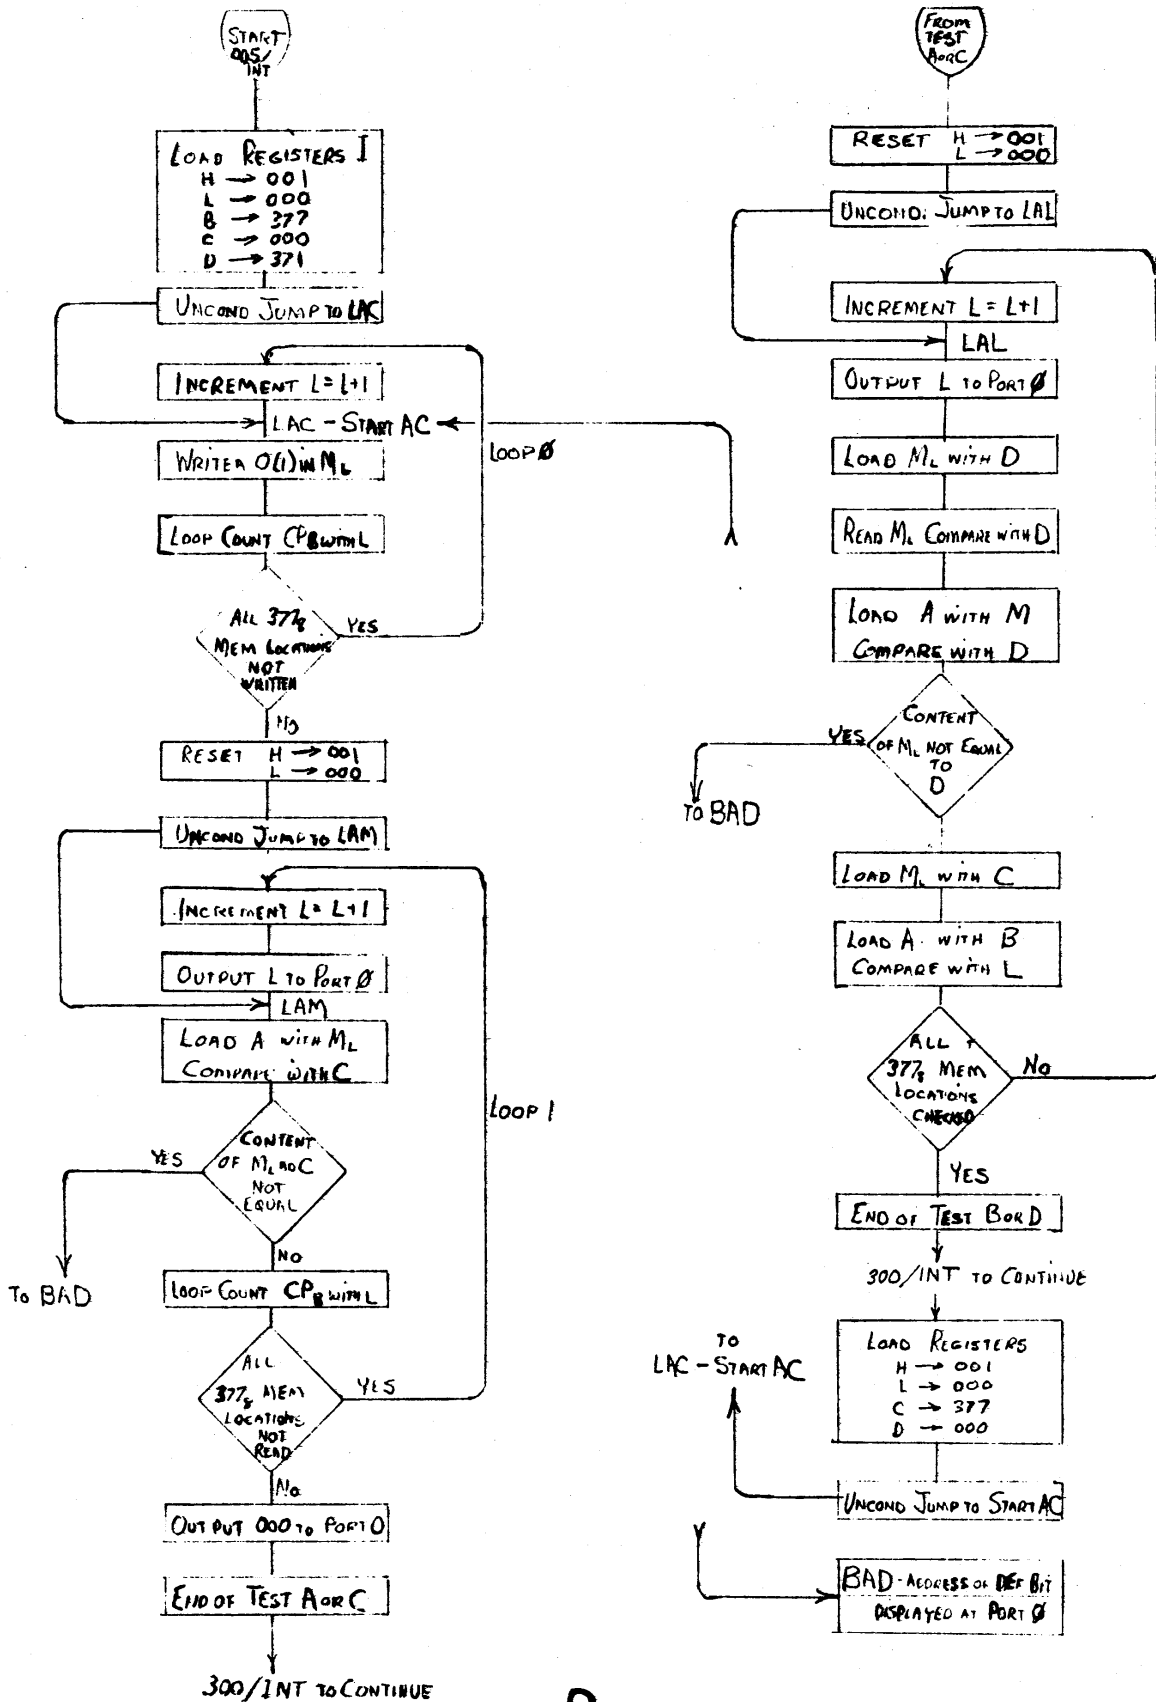 START
005/
INT
LOAD REGISTERS I
H → 001
L → 000
B → 377
C → 000
D → 371
UNCOND JUMP TO LAC
INCREMENT L = L+1
LAC - START AC
WRITE A 0(1) IN ML
LOOP Ø
LOOP COUNT CPB WITH L
ALL 3778
MEM LOCATIONS
NOT
WRITTEN
YES
NO
RESET H → 001
L → 000
UNCOND JUMP TO LAM
INCREMENT L = L+1
OUTPUT L TO PORT Ø
LAM
LOAD A WITH ML
COMPARE WITH C
LOOP 1
CONTENT
OF ML AND C
NOT
EQUAL
YES
NO
TO BAD
LOOP COUNT CPB WITH L
ALL
3778 MEM
LOCATIONS
NOT
READ
YES
NO
OUTPUT 000 TO PORT 0
END OF TEST A OR C
300/INT TO CONTINUE
FROM
TEST
A OR C
RESET H → 001
L → 000
UNCOND. JUMP TO LAL
INCREMENT L = L+1
LAL
OUTPUT L TO PORT Ø
LOAD ML WITH D
READ ML COMPARE WITH D
LOAD A WITH M
COMPARE WITH D
CONTENT
OF ML NOT EQUAL
TO
D
YES
TO BAD
LOAD ML WITH C
LOAD A WITH B
COMPARE WITH L
ALL
3778 MEM
LOCATIONS
CHECKED
NO
YES
END OF TEST B OR D
300/INT TO CONTINUE
LOAD REGISTERS
H → 001
L → 000
C → 377
D → 000
TO
LAC - START AC
UNCOND JUMP TO START AC
BAD - ADDRESS OF DEF BIT
DISPLAYED AT PORT Ø